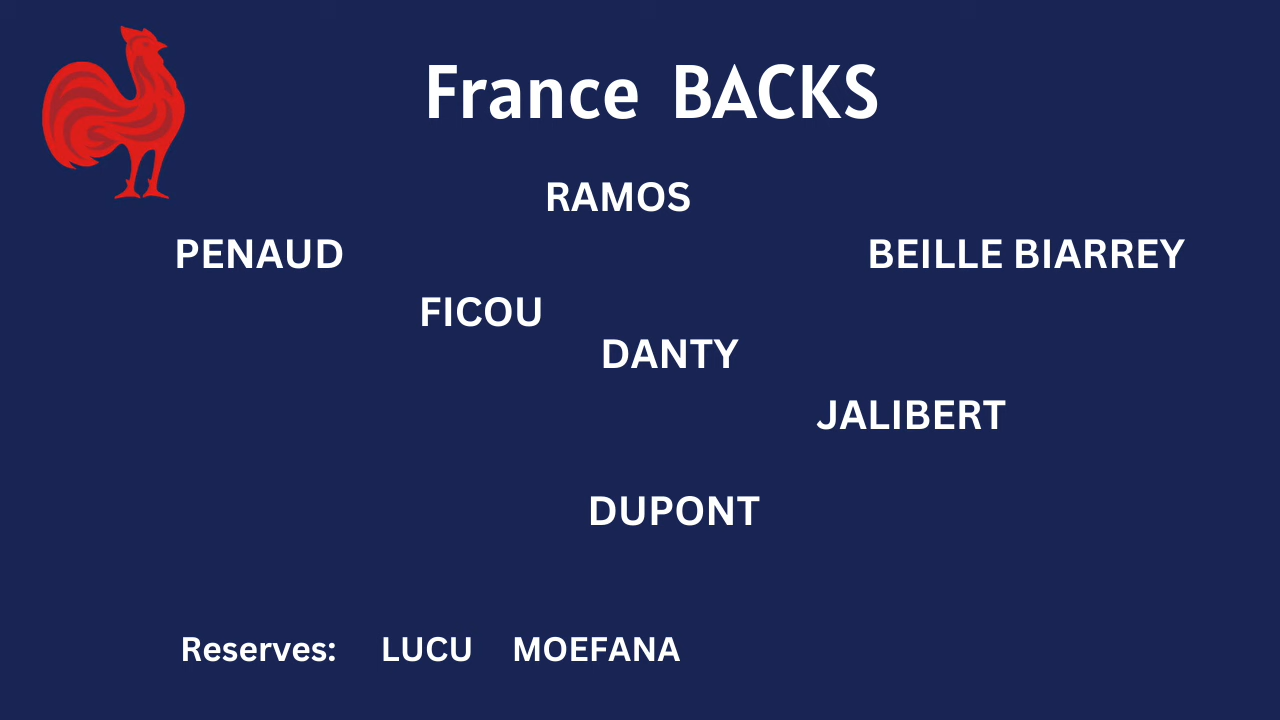 France BACKS
RAMOS
PENAUD BEILLE BIARREY
FICOU
DANTY
JALIBERT
DUPONT
Reserves: LUCU MOEFANA